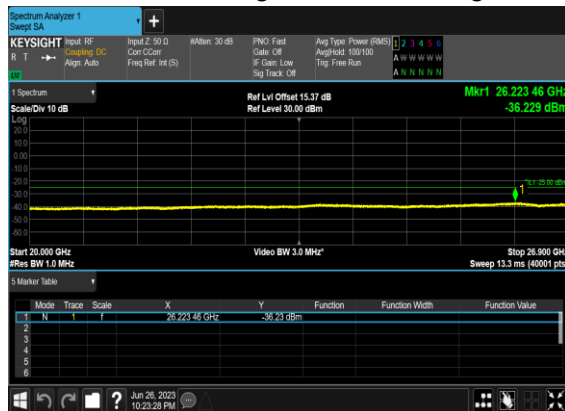 Spectrum Analyzer 1
Swept SA
KEYSIGHT Input: RF Input Z: 50 Ω #Atten: 30 dB PNO: Fast Avg Type: Power (RMS) 1 2 3 4 5 6
R T Coupling: DC Corr CCorr Gate: Off Avg|Hold: 100/100 A W W W W W
Align: Auto Freq Ref: Int (S) IF Gain: Low Trig: Free Run
LW Sig Track: Off A N N N N N
1 Spectrum Ref Lvl Offset 15.37 dB Mkr1 26.223 46 GHz
Scale/Div 10 dB Ref Level 30.00 dBm -36.229 dBm
Log
20.0
10.0
0.00
-10.0
-20.0
DL1 -25.00 dBm
-30.0
1
-40.0
-50.0
-60.0
Start 20.000 GHz Video BW 3.0 MHz* Stop 26.900 GHz
#Res BW 1.0 MHz Sweep 13.3 ms (40001 pts
5 Marker Table
Mode Trace Scale X Y Function Function Width Function Value
1 N 1 f 26.223 46 GHz -36.23 dBm
2
3
4
5
6
? Jun 26, 2023
10:23:28 PM